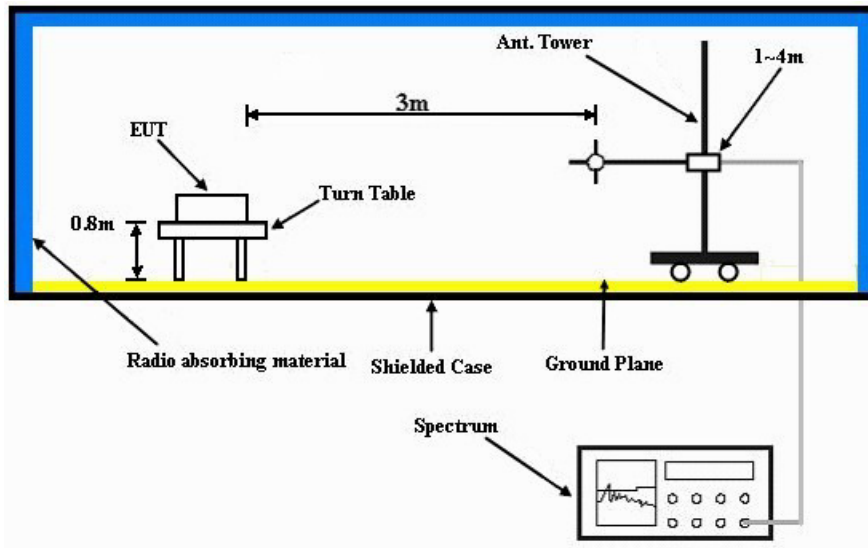 Ant. Tower
1~4m
3m
EUT
Turn Table
0.8m
Radio absorbing material
Shielded Case
Ground Plane
Spectrum